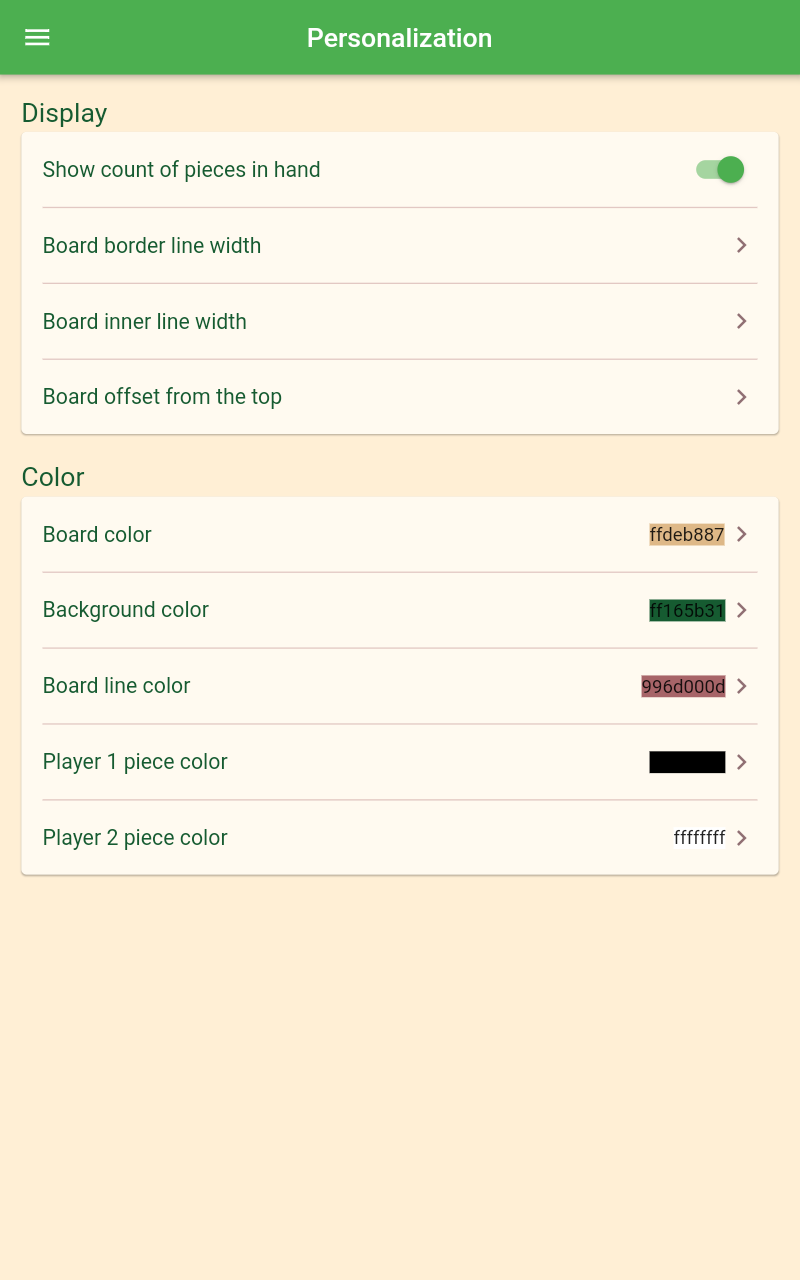 Personalization
Display
Show count of pieces in hand
Board border line width
Board inner line width
Board offset from the top
Color
Board color ffdeb887
Background color ff165b31
Board line color 996d000d
Player 1 piece color
Player 2 piece color ffffffff